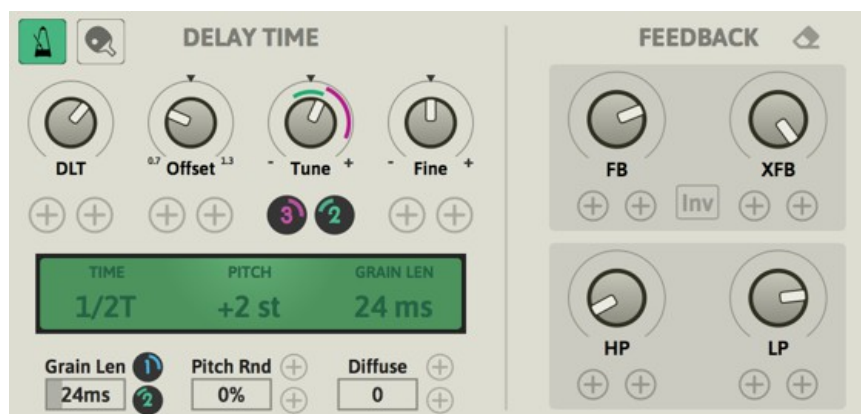 DELAY TIME
DLT
0.7 Offset 1.3
- Tune +
- Fine +
3 2
TIME PITCH GRAIN LEN
1/2T +2 st 24 ms
Grain Len 1 Pitch Rnd Diffuse
24ms 2 0% 0
FEEDBACK
FB XFB
Inv
HP LP